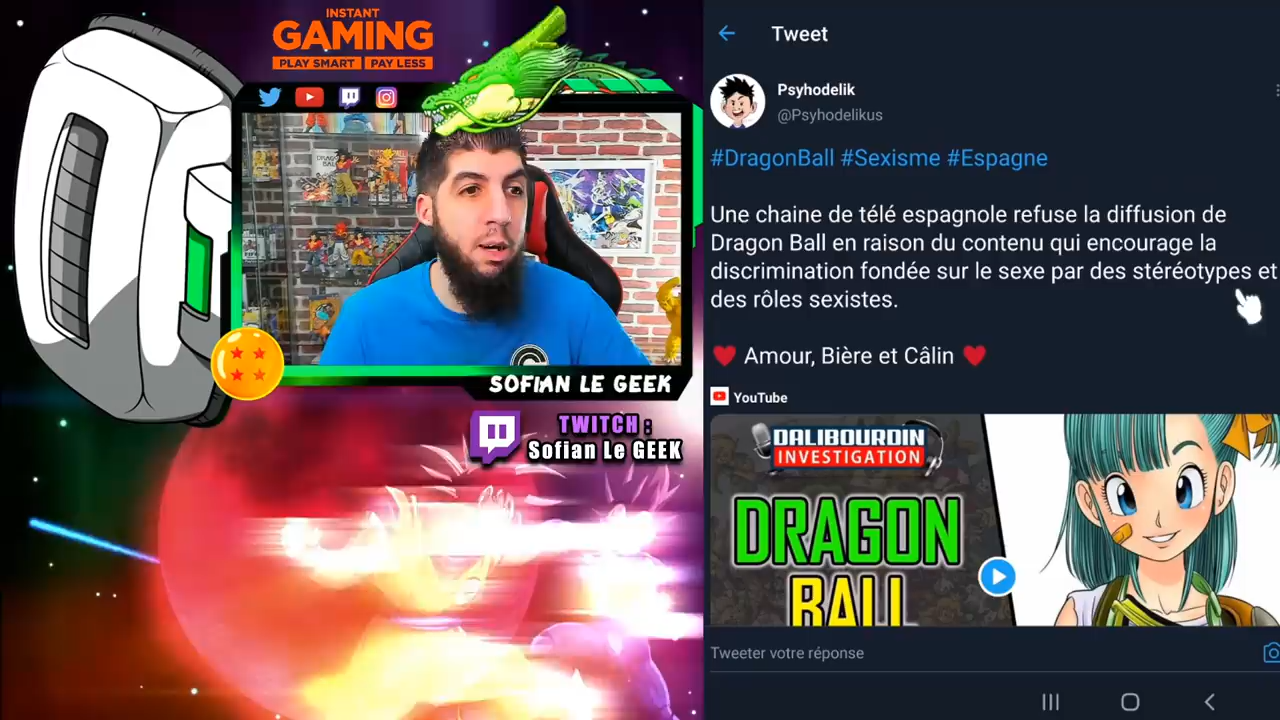 INSTANT
GAMING
PLAY SMART PAY LESS
SOFIAN LE GEEK
TWITCH :
Sofian Le GEEK
Tweet
Psyhodelik
@Psyhodelikus
#DragonBall #Sexisme #Espagne
Une chaine de télé espagnole refuse la diffusion de
Dragon Ball en raison du contenu qui encourage la
discrimination fondée sur le sexe par des stéréotypes et
des rôles sexistes.
Amour, Bière et Câlin
YouTube
DALIBOURDIN
INVESTIGATION
DRAGON
BALL
Tweeter votre réponse